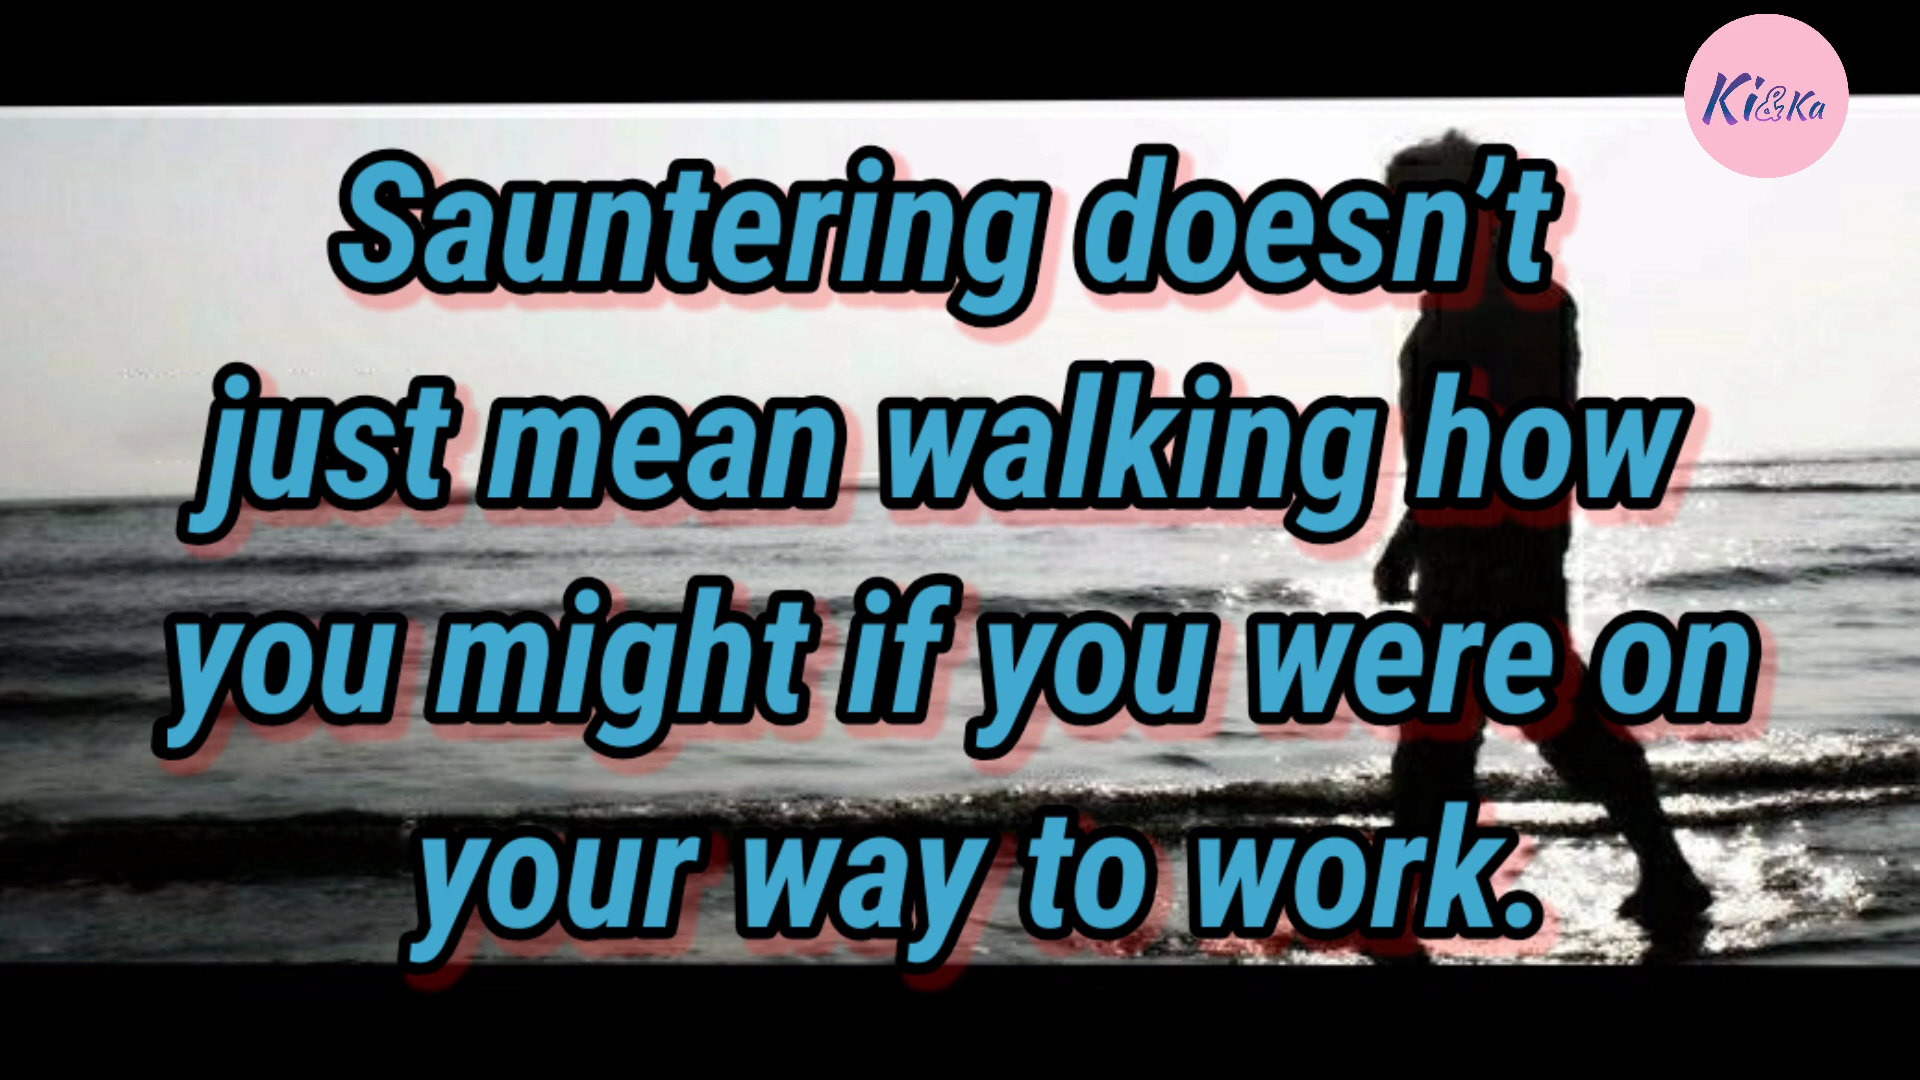 Ki&Ka
Sauntering doesn’t
just mean walking how
you might if you were on
your way to work.